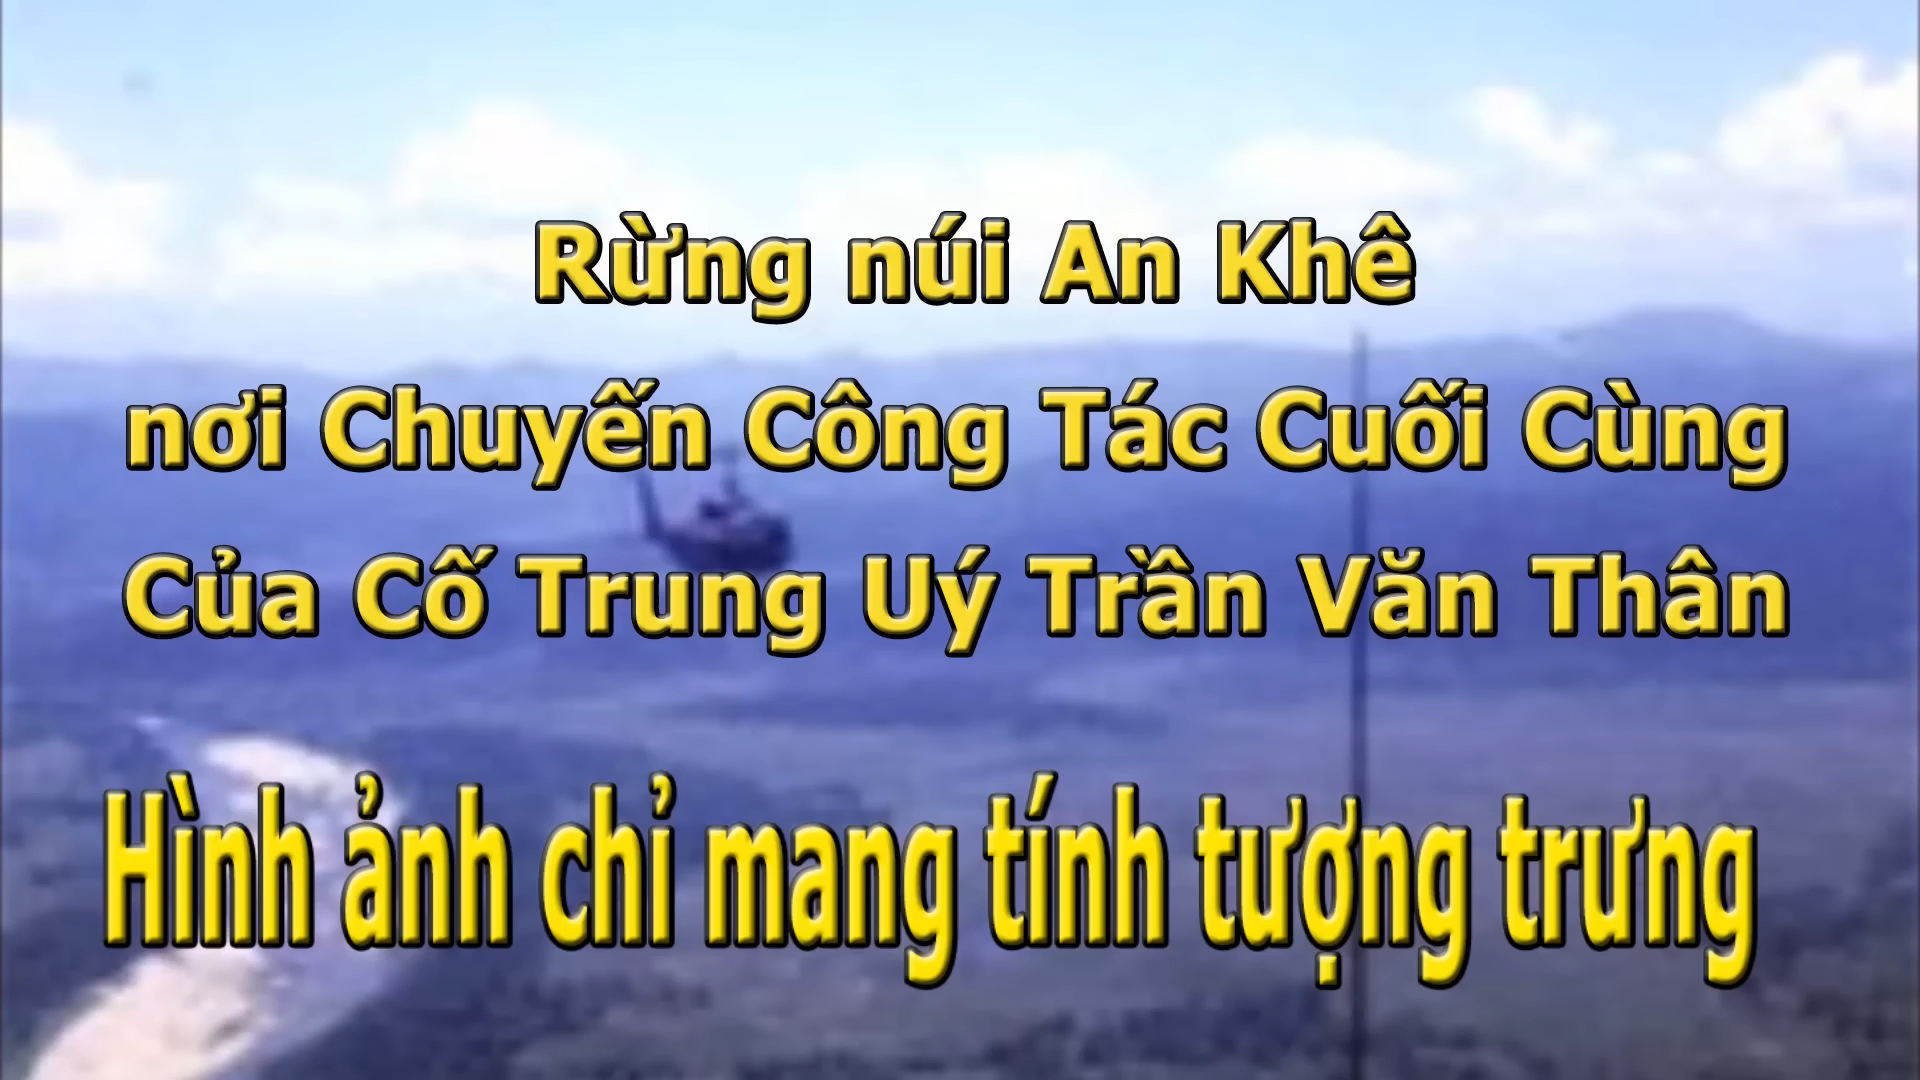 Rừng núi An Khê
nơi Chuyến Công Tác Cuối Cùng
Của Cố Trung Uý Trần Văn Thân
Hình ảnh chỉ mang tính tượng trưng